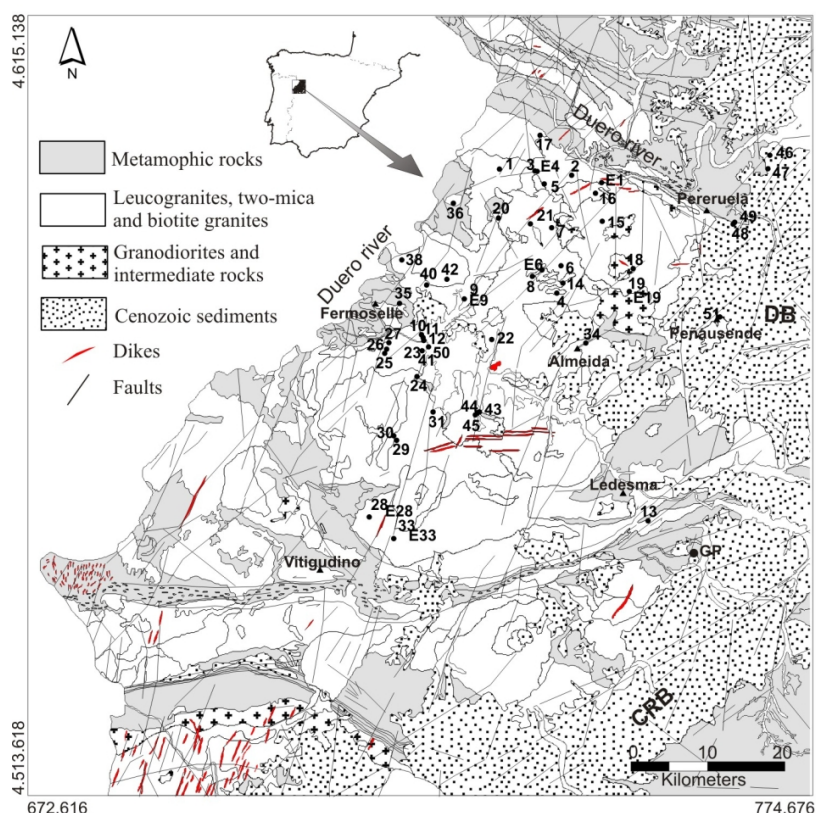 4.615.138
N
Metamophic rocks
Leucogranites, two-mica
and biotite granites
Granodiorites and
intermediate rocks
Cenozoic sediments
Dikes
Faults
Duero river
17
46
47
1
3
E4
2
5
E1
16
Pereruela
36
20
21
7
15
49
48
Duero river
38
40
42
E6
6
8
14
4
18
9
E9
19
E19
35
Fermoselle
51
DB
Peñausende
10
11
12
27
26
25
23
41
50
22
34
Almeida
24
31
44
43
45
30
29
Ledesma
13
28
E28
33
E33
Vitigudino
GP
CRB
4.513.618
0
10
20
Kilometers
672.616
774.676